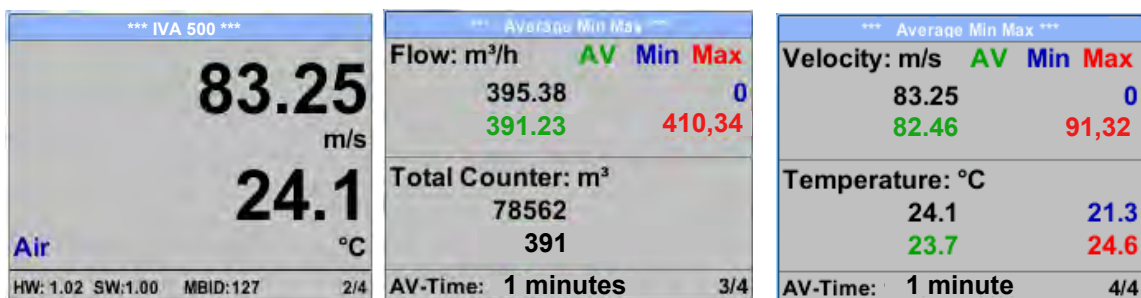 *** IVA 500 ***
83.25
m/s
24.1
Air °C
HW: 1.02 SW:1.00 MBID:127 2/4
*** Average Min Max ***
Flow: m³/h AV Min Max
395.38 0
391.23 410,34
Total Counter: m³
78562
391
AV-Time: 1 minutes 3/4
*** Average Min Max ***
Velocity: m/s AV Min Max
83.25 0
82.46 91,32
Temperature: °C
24.1 21.3
23.7 24.6
AV-Time: 1 minute 4/4